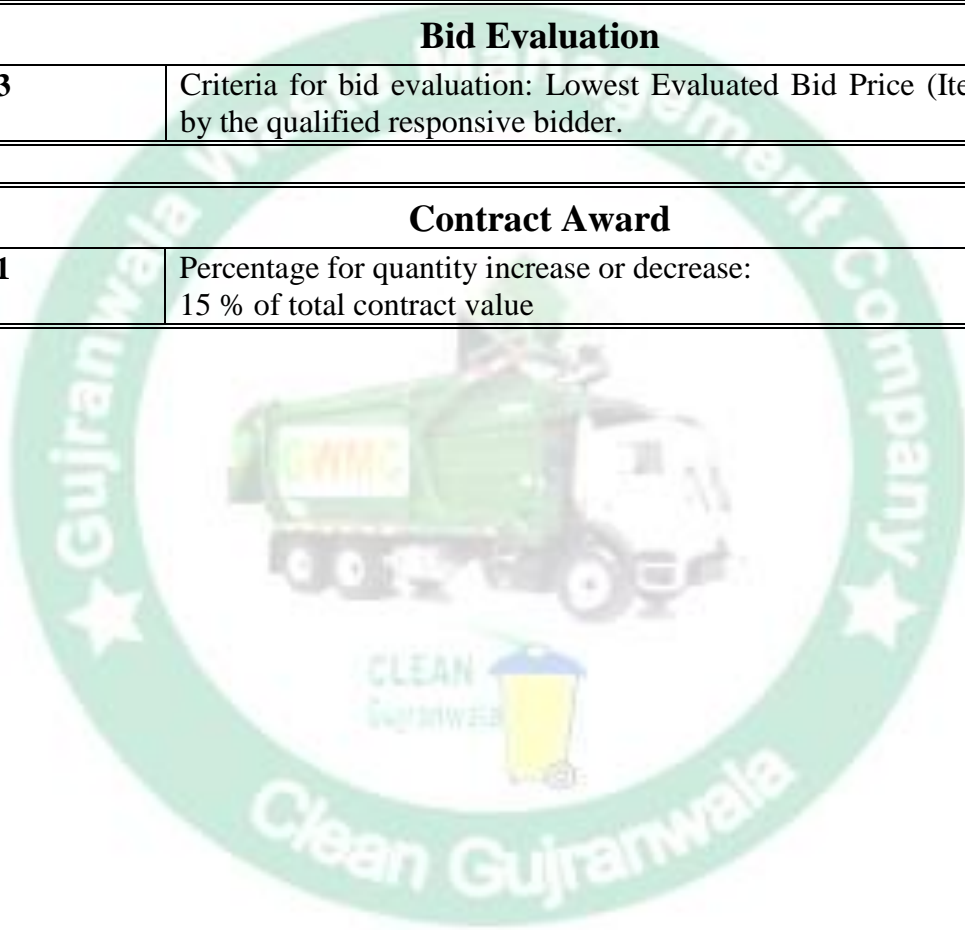 Bid Evaluation
3
Criteria for bid evaluation: Lowest Evaluated Bid Price (Ite
by the qualified responsive bidder.
Contract Award
1
Percentage for quantity increase or decrease:
15 % of total contract value
Gujranwala Waste Management Company
GWMC
CLEAN
Gujranwala
Clean Gujranwala